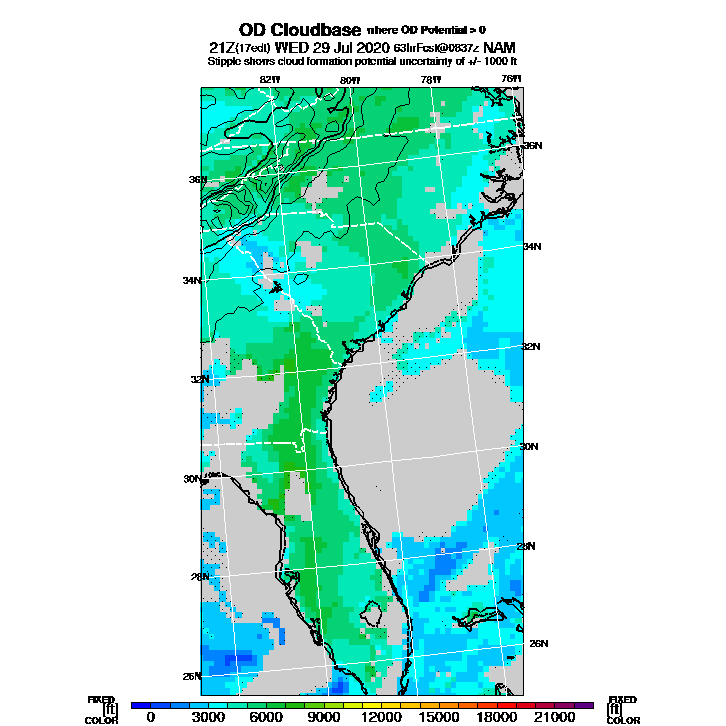 OD Cloudbase where OD Potential > 0
21Z(17edt) WED 29 Jul 2020 63hrFcst@0837z NAM
Stipple shows cloud formation potential uncertainty of +/- 1000 ft
82W 80W 78W 76W
36N
36N
34N
34N
32N
32N
30N
30N
28N
28N
26N
26N
FIXED FIXED
[ft] [ft]
COLOR COLOR
0 3000 6000 9000 12000 15000 18000 21000